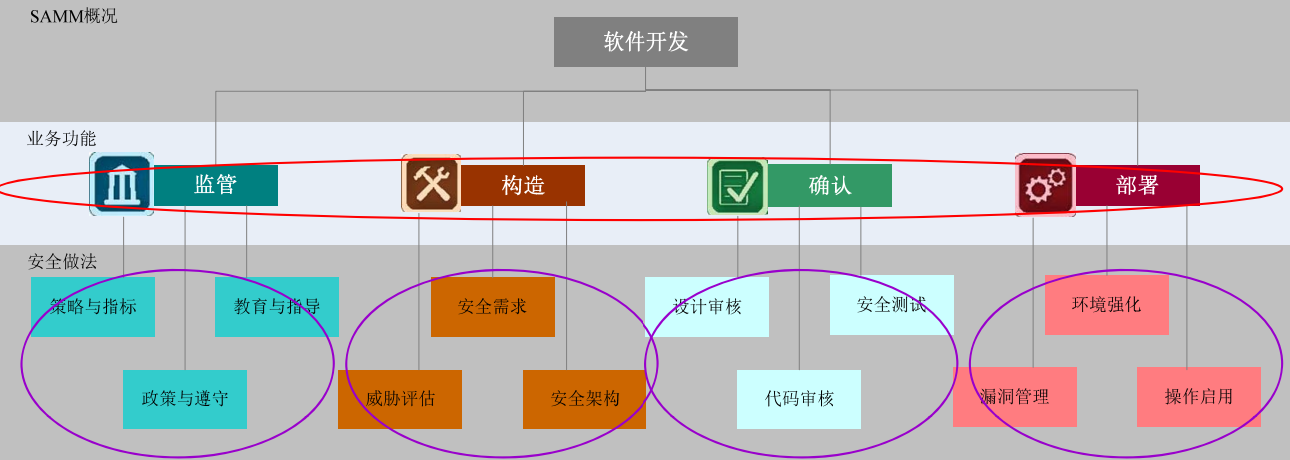 SAMM概况
软件开发
业务功能
监管
构造
确认
部署
安全做法
策略与指标
教育与指导
安全需求
设计审核
安全测试
环境强化
政策与遵守
威胁评估
安全架构
代码审核
漏洞管理
操作启用